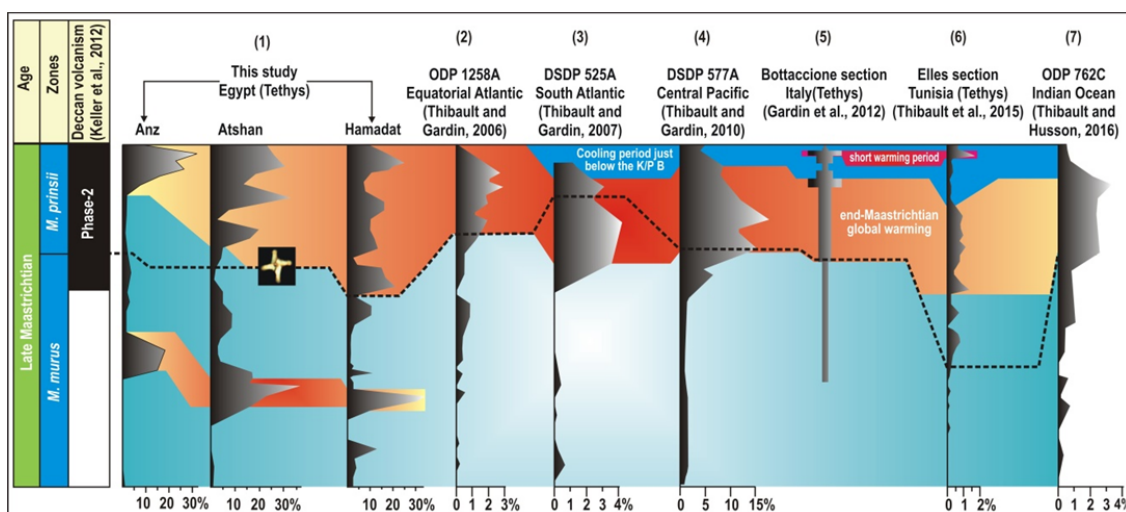 Age
Zones
Deccan volcanism
(Keller et al., 2012)
Late Maastrichtian
M. prinsii
M. murus
Phase-2
(1)
This study
Egypt (Tethys)
Anz
Atshan
Hamadat
(2)
ODP 1258A
Equatorial Atlantic
(Thibault and
Gardin, 2006)
(3)
DSDP 525A
South Atlantic
(Thibault and
Gardin, 2007)
(4)
DSDP 577A
Central Pacific
(Thibault and
Gardin, 2010)
(5)
Bottaccione section
Italy(Tethys)
(Gardin et al., 2012)
(6)
Elles section
Tunisia (Tethys)
(Thibault et al., 2015)
(7)
ODP 762C
Indian Ocean
(Thibault and
Husson, 2016)
Cooling period just
below the K/P B
short warming period
end-Maastrichtian
global warming
10 20 30%
10 20 30%
10 20 30%
0 1 2 3%
0 1 2 3 4%
0 5 10 15%
0 1 2%
0 1 2 3 4%